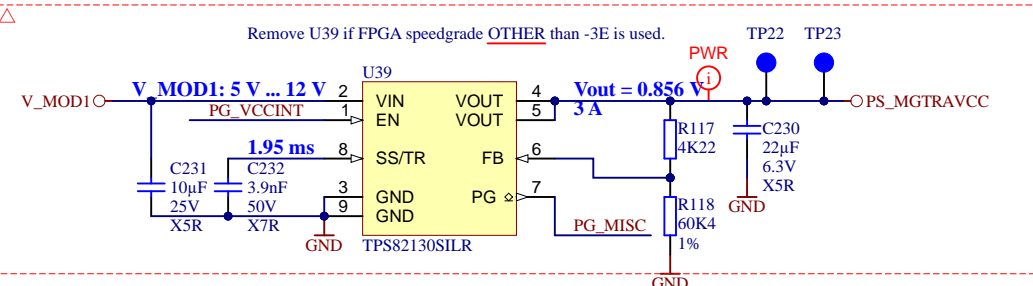 Remove U39 if FPGA speedgrade OTHER than -3E is used.
TP22
TP23
PWR
i
U39
V_MOD1: 5 V ... 12 V
2
VIN
VOUT
4
Vout = 0.856 V
V_MOD1
PS_MGTRAVCC
PG_VCCINT
1
EN
VOUT
5
3 A
R117
4K22
C230
22µF
6.3V
X5R
GND
1.95 ms
8
SS/TR
FB
6
C231
10µF
25V
X5R
C232
3.9nF
50V
X7R
3
GND
9
GND
PG
7
PG_MISC
R118
60K4
1%
GND
TPS82130SILR
GND